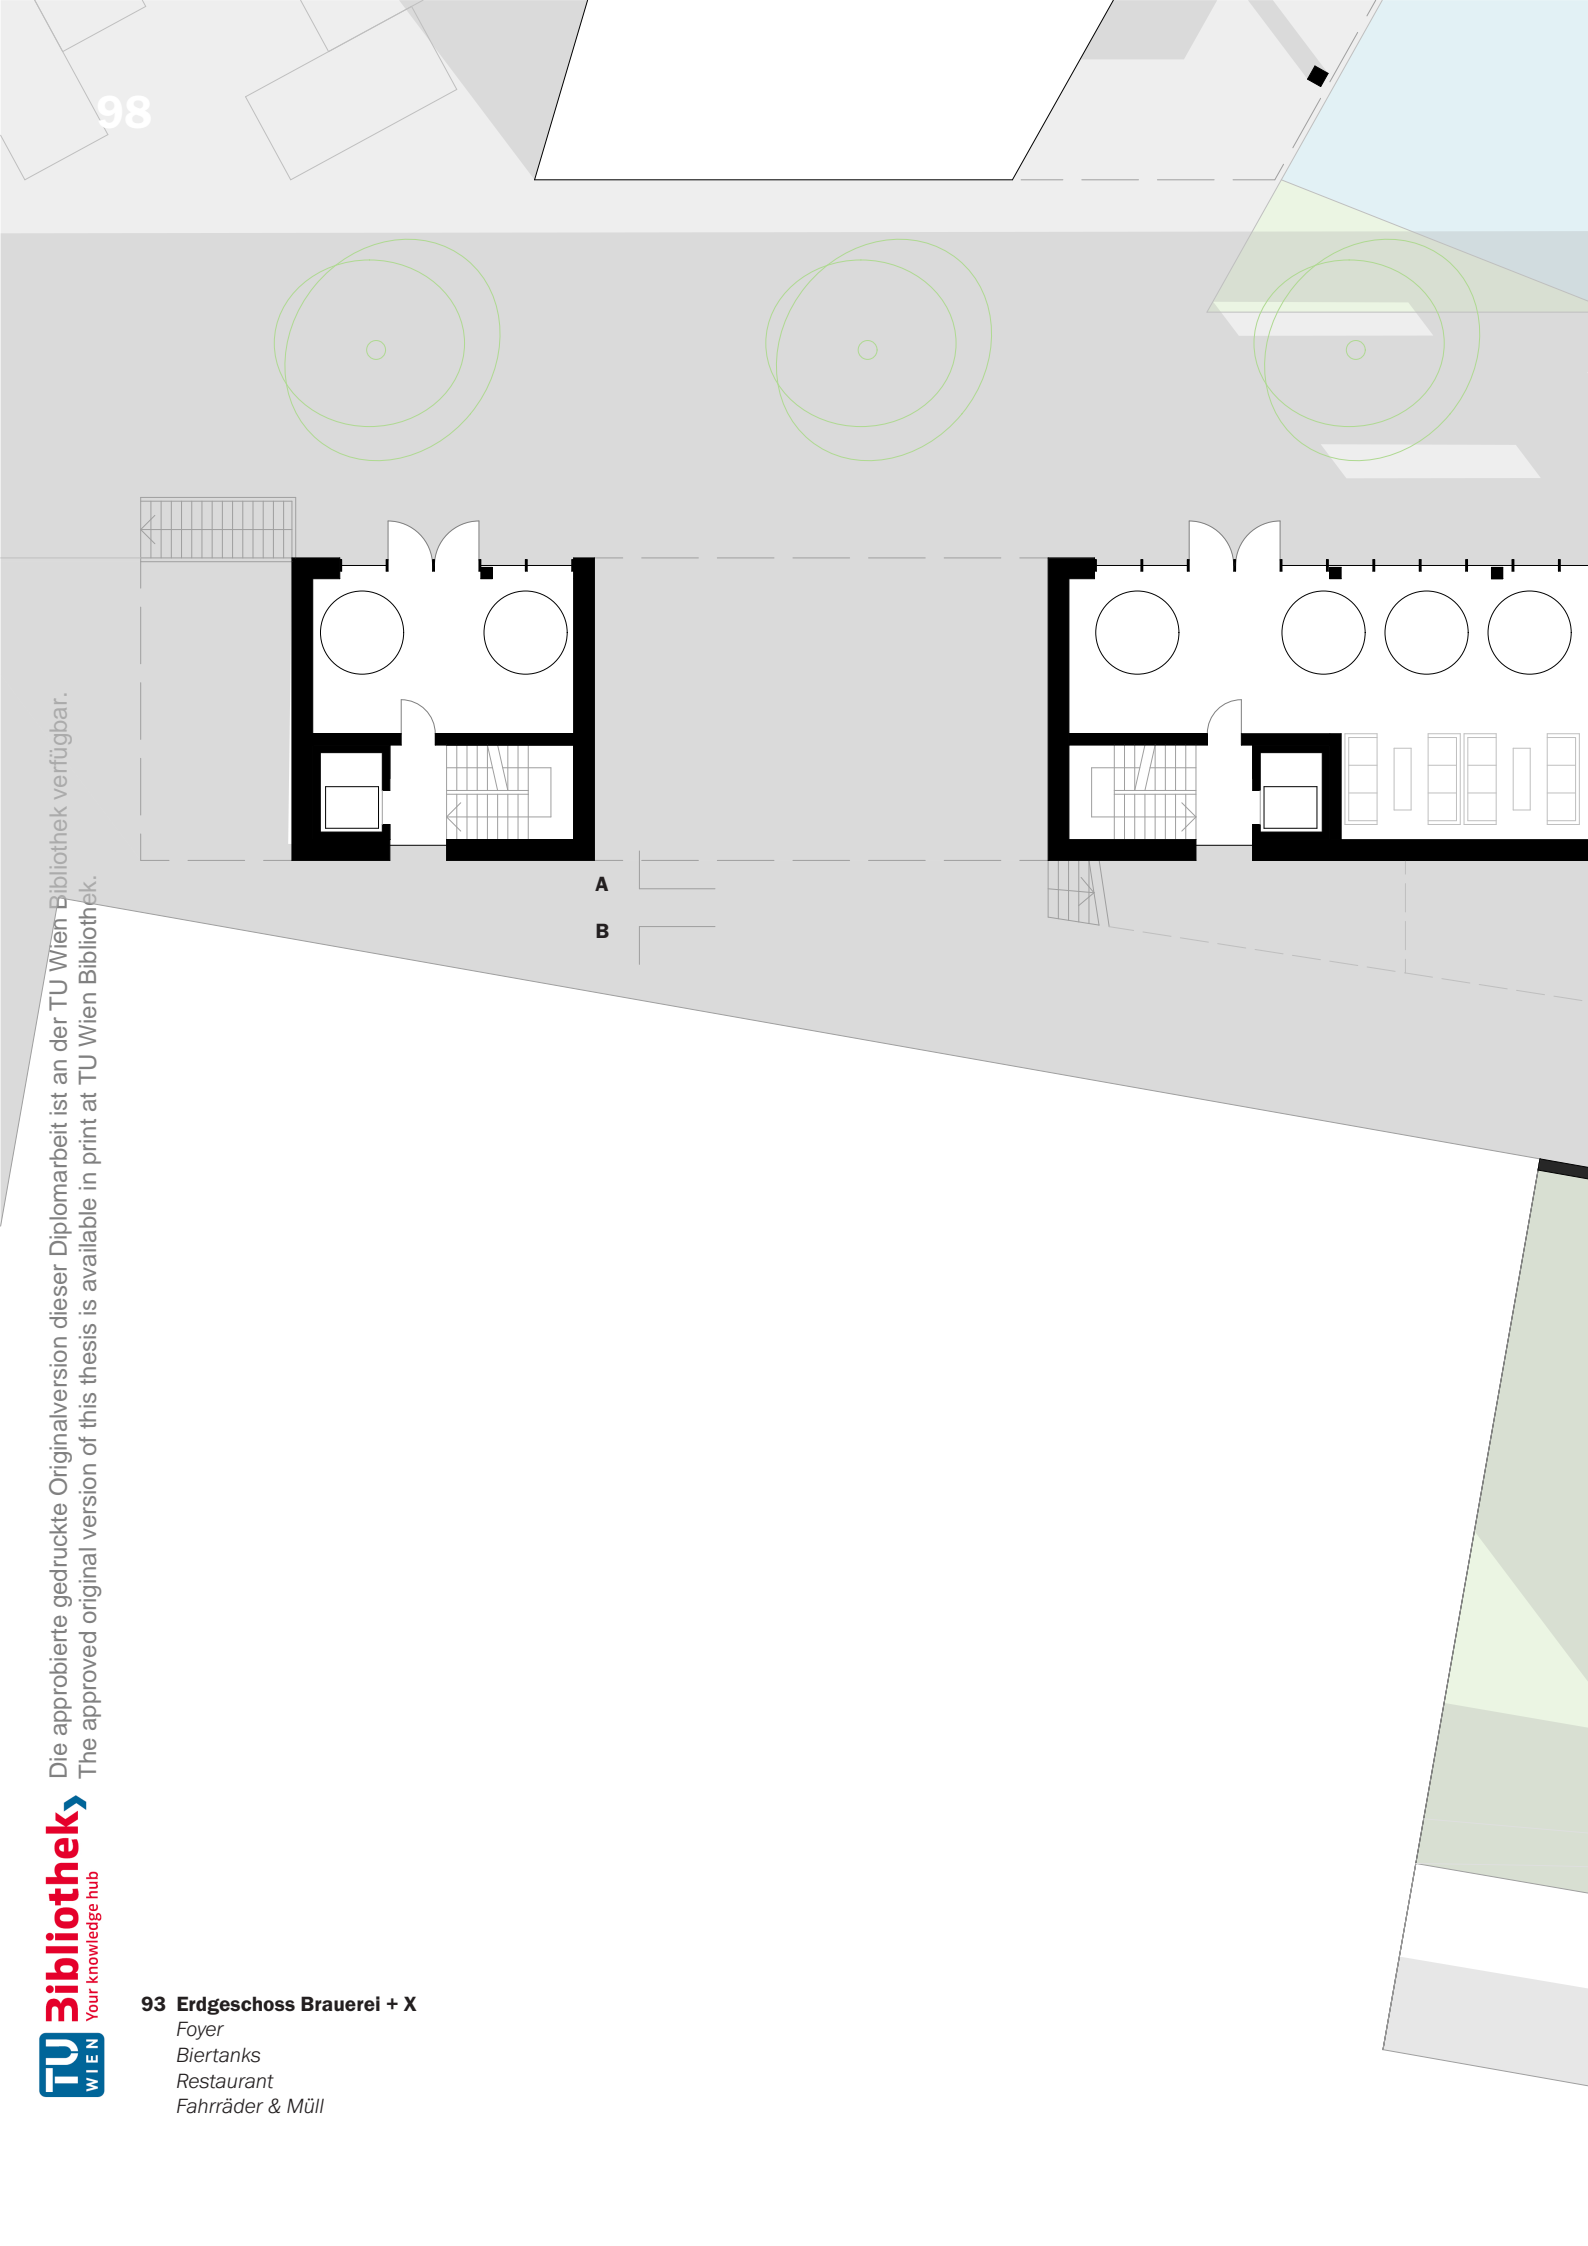 98
A
B
Die approbierte gedruckte Originalversion dieser Diplomarbeit ist an der TU Wien Bibliothek verfügbar.
The approved original version of this thesis is available in print at TU Wien Bibliothek.
Bibliothek
Your knowledge hub
TU
WIEN
93 Erdgeschoss Brauerei + X
Foyer
Biertanks
Restaurant
Fahrräder & Müll